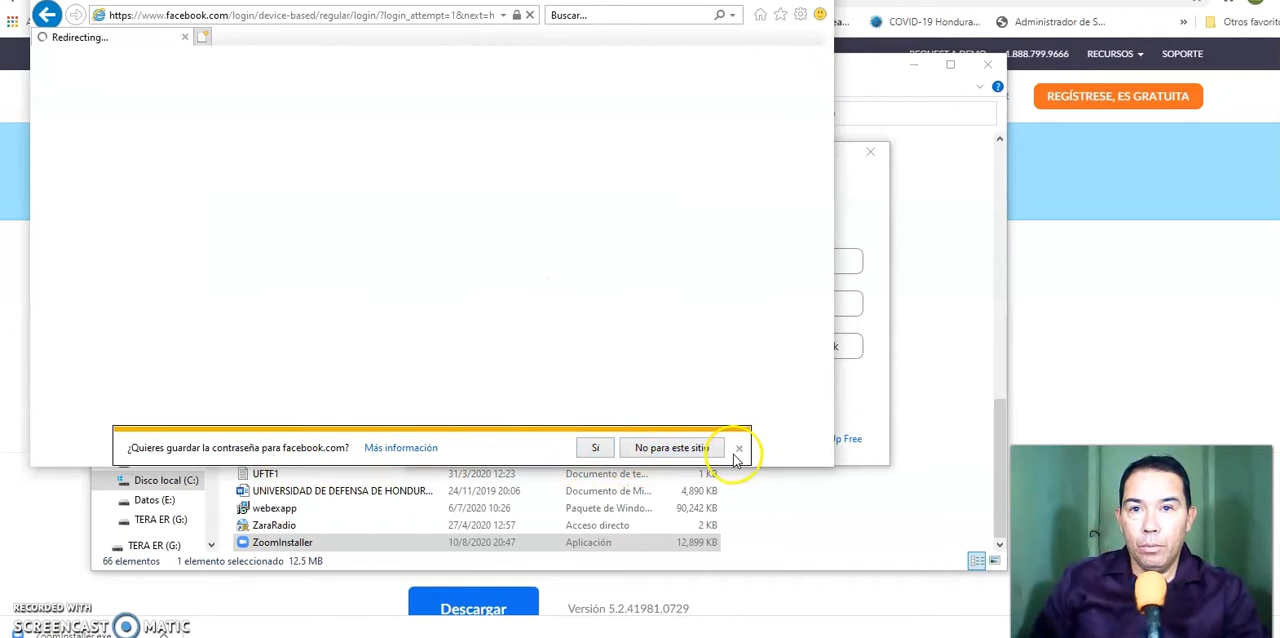 https://www.facebook.com/login/device-based/regular/login/?login_attempt=1&next=h
Buscar...
COVID-19 Hondura...
Administrador de S...
»
Otros favorito
Redirecting...
1.888.799.9666
RECURSOS
SOPORTE
REGÍSTRESE, ES GRATUITA
k
Up Free
¿Quieres guardar la contraseña para facebook.com?
Más información
Sí
No para este sitio
Disco local (C:)
Datos (E:)
TERA ER (G:)
TERA ER (G:)
UFTF1 31/3/2020 12:23 Documento de te... 1 KB
UNIVERSIDAD DE DEFENSA DE HONDUR... 24/11/2019 20:06 Documento de Mi... 4,890 KB
webexapp 6/7/2020 10:26 Paquete de Windo... 90,242 KB
ZaraRadio 27/4/2020 12:57 Acceso directo 2 KB
ZoomInstaller 10/8/2020 20:47 Aplicación 12,899 KB
66 elementos 1 elemento seleccionado 12.5 MB
Descargar
Versión 5.2.41981.0729
RECORDED WITH
SCREENCAST MATIC
ZoomInstaller.exe